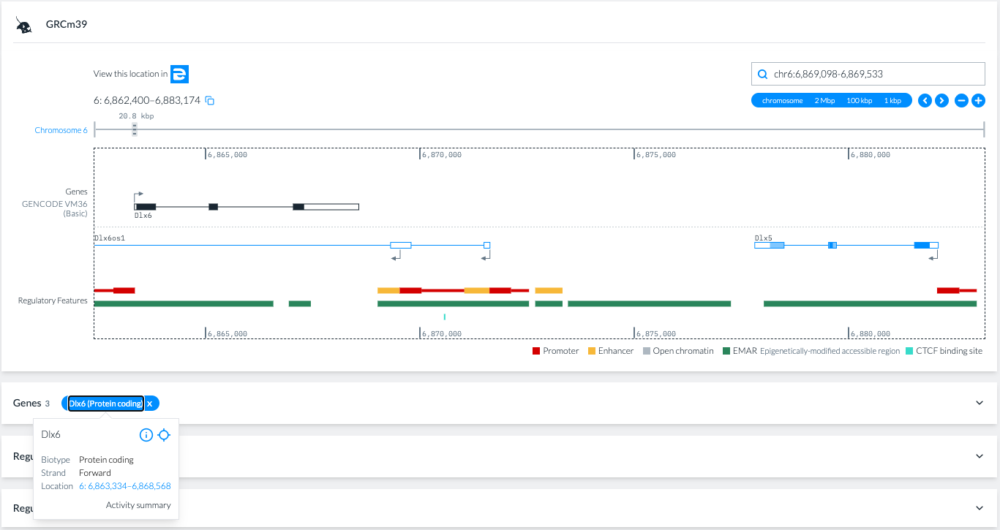 GRCm39
View this location in
chr6:6,869,098-6,869,533
6: 6,862,400–6,883,174
chromosome 2 Mbp 100 kbp 1 kbp
20.8 kbp
Chromosome 6
6,865,000 6,870,000 6,875,000 6,880,000
Genes
GENCODE VM36
(Basic)
Dlx6
Dlx6os1 Dlx5
Regulatory Features
6,865,000 6,870,000 6,875,000 6,880,000
Promoter Enhancer Open chromatin EMAR Epigenetically-modified accessible region CTCF binding site
Genes 3 Dlx6 (Protein coding) x
Dlx6
Regu
Biotype Protein coding
Strand Forward
Location 6: 6,863,334–6,868,568
Activity summary
Regu